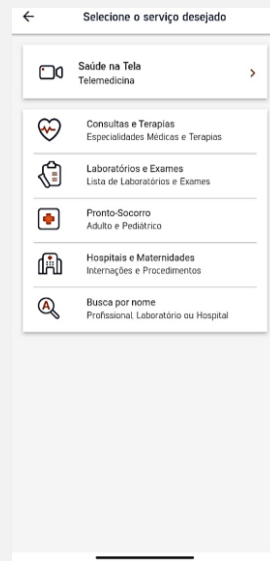 Selecione o serviço desejado
Saúde na Tela
Telemedicina
Consultas e Terapias
Especialidades Médicas e Terapias
Laboratórios e Exames
Lista de Laboratórios e Exames
Pronto-Socorro
Adulto e Pediátrico
Hospitais e Maternidades
Internações e Procedimentos
A
Busca por nome
Profissional, Laboratório ou Hospital